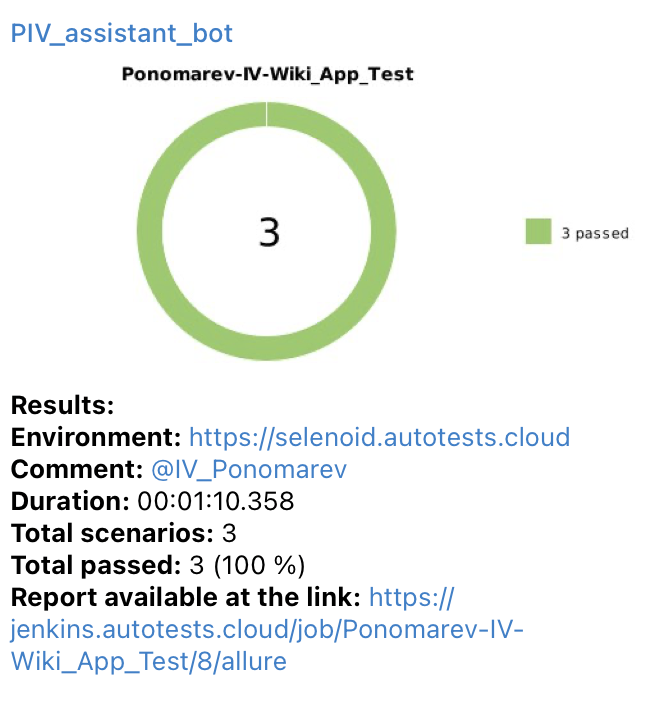 PIV_assistant_bot
Ponomarev-IV-Wiki_App_Test
3
3 passed
Results:
Environment: https://selenoid.autotests.cloud
Comment: @IV_Ponomarev
Duration: 00:01:10.358
Total scenarios: 3
Total passed: 3 (100 %)
Report available at the link: https://
jenkins.autotests.cloud/job/Ponomarev-IV-
Wiki_App_Test/8/allure